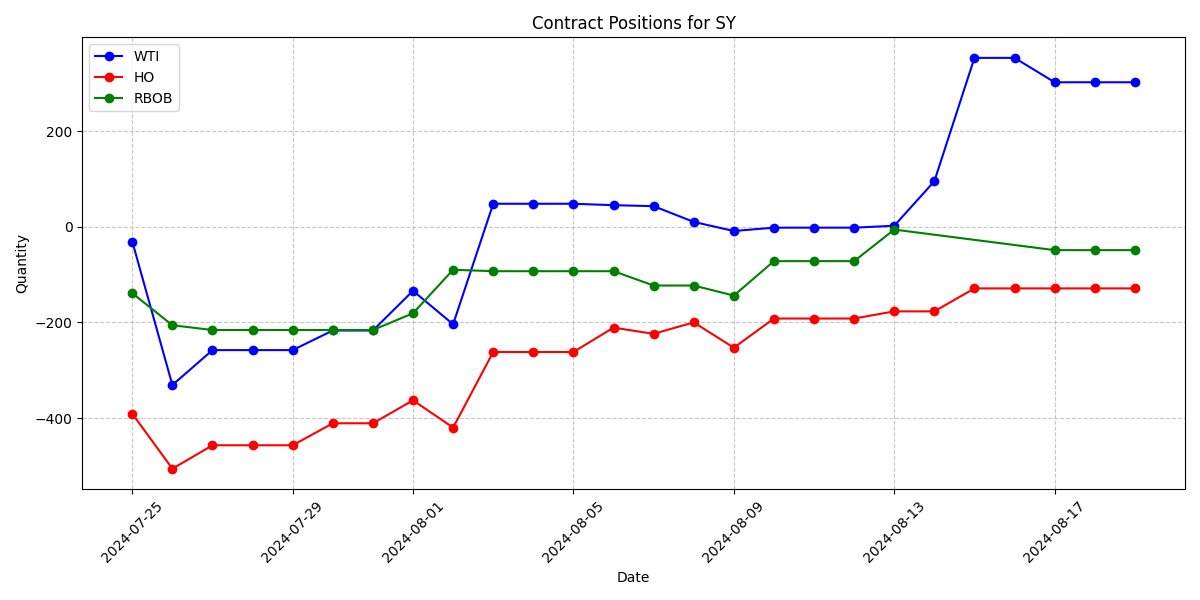 Contract Positions for SY
WTI
HO
RBOB
200
0
−200
−400
Quantity
2024-07-25
2024-07-29
2024-08-01
2024-08-05
2024-08-09
2024-08-13
2024-08-17
Date